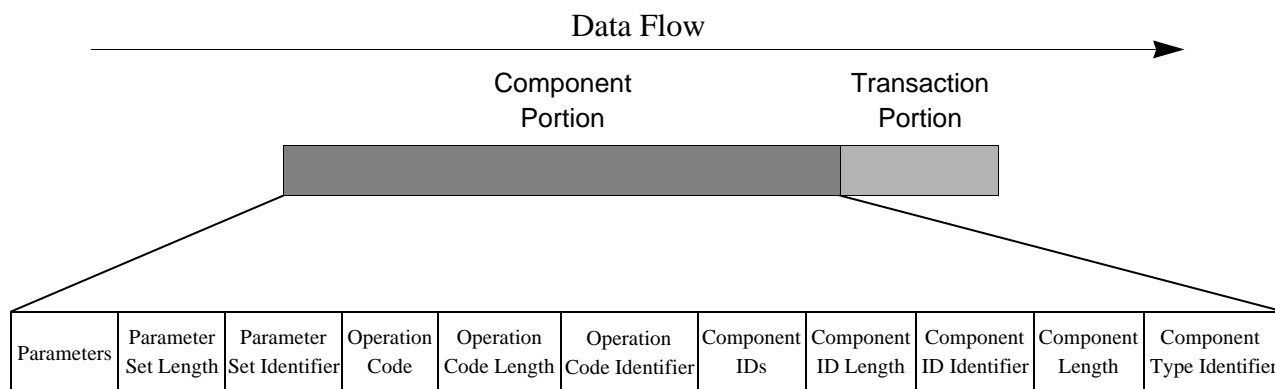 Data Flow
Component
Portion
Transaction
Portion
Parameters
Parameter
Set Length
Parameter
Set Identifier
Operation
Code
Operation
Code Length
Operation
Code Identifier
Component
IDs
Component
ID Length
Component
ID Identifier
Component
Length
Component
Type Identifier